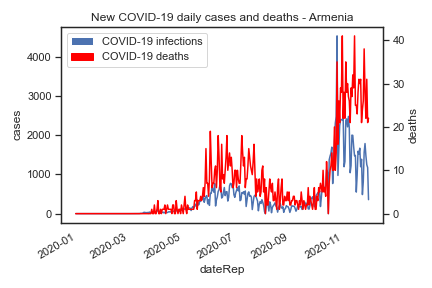 New COVID-19 daily cases and deaths - Armenia
COVID-19 infections
COVID-19 deaths
cases
4000
3000
2000
1000
0
deaths
40
30
20
10
0
2020-01
2020-03
2020-05
2020-07
2020-09
2020-11
dateRep